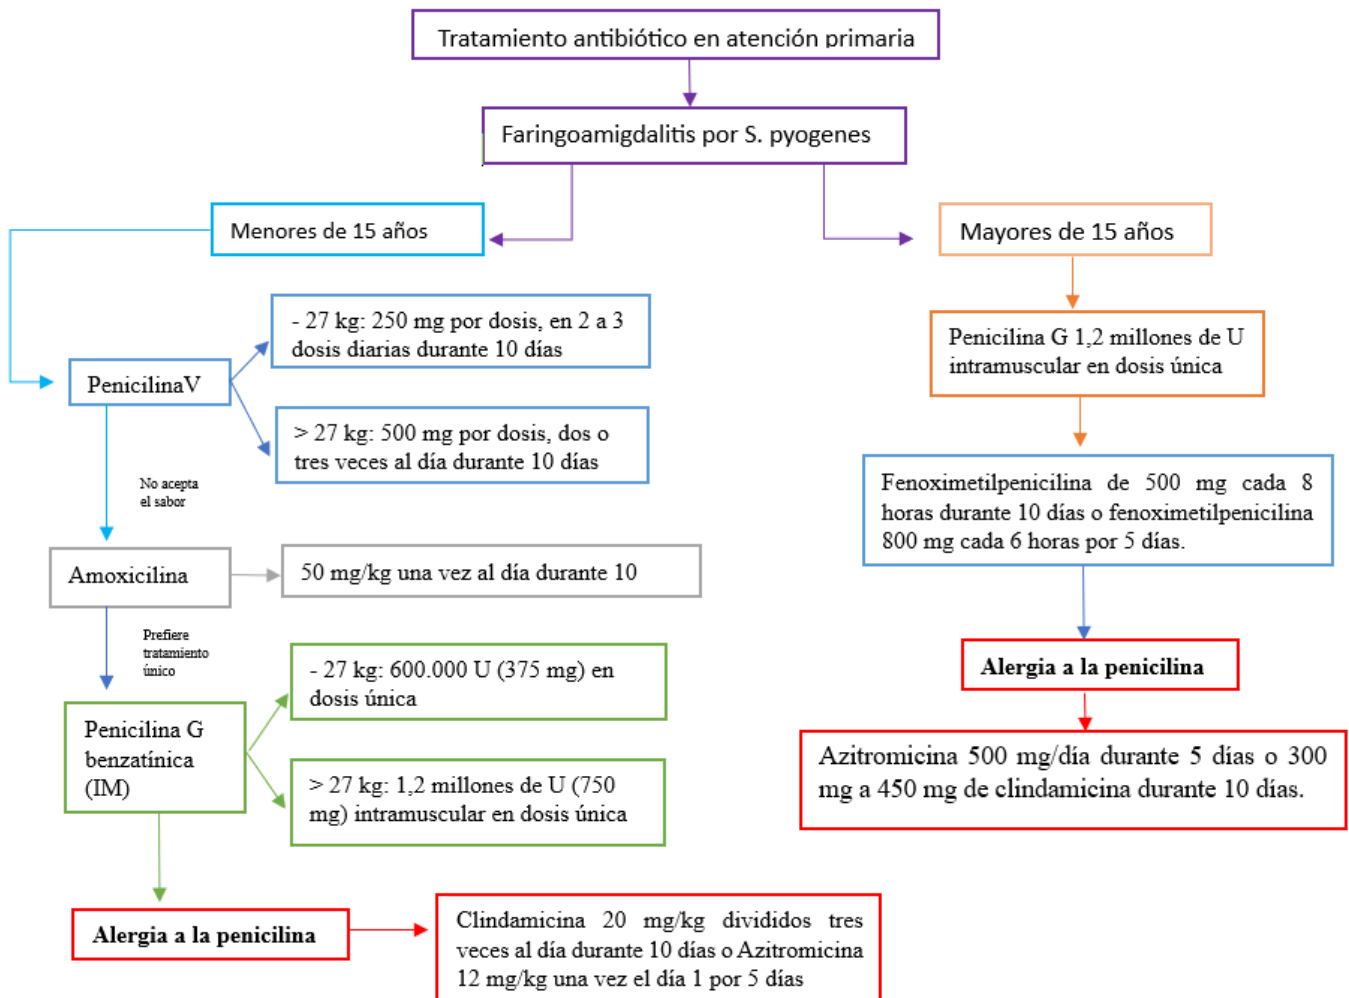 Tratamiento antibiótico en atención primaria
Faringoamigdalitis por S. pyogenes
Menores de 15 años
Mayores de 15 años
- 27 kg: 250 mg por dosis, en 2 a 3
dosis diarias durante 10 días
PenicilinaV
> 27 kg: 500 mg por dosis, dos o
tres veces al día durante 10 días
No acepta
el sabor
Amoxicilina
50 mg/kg una vez al día durante 10
Prefiere
tratamiento
único
- 27 kg: 600.000 U (375 mg) en
dosis única
Penicilina G
benzatínica
(IM)
> 27 kg: 1,2 millones de U (750
mg) intramuscular en dosis única
Alergia a la penicilina
Clindamicina 20 mg/kg divididos tres
veces al día durante 10 días o Azitromicina
12 mg/kg una vez el día 1 por 5 días
Penicilina G 1,2 millones de U
intramuscular en dosis única
Fenoximetilpenicilina de 500 mg cada 8
horas durante 10 días o fenoximetilpenicilina
800 mg cada 6 horas por 5 días.
Alergia a la penicilina
Azitromicina 500 mg/día durante 5 días o 300
mg a 450 mg de clindamicina durante 10 días.